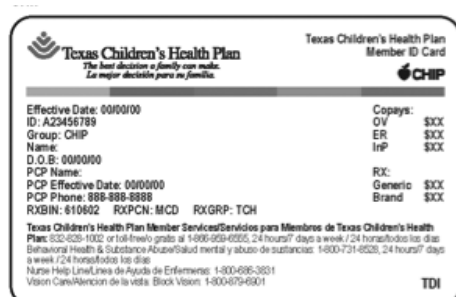 Texas Children's Health Plan
The best decision a family can make.
La mejor decisión para su familia.
Texas Children's Health Plan
Member ID Card
CHIP
Effective Date: 00/00/00
ID: A23456789
Group: CHIP
Name:
D.O.B: 00/00/00
PCP Name:
PCP Effective Date: 00/00/00
PCP Phone: 888-888-8888
RXBIN: 610602 RXPCN: MCD RXGRP: TCH
Copays:
OV $XX
ER $XX
InP $XX
RX:
Generic $XX
Brand $XX
Texas Children's Health Plan Member Services/Servicios para Miembros de Texas Children's Health
Plan: 832-828-1002 or toll-free/o gratis al 1-866-959-6555, 24 hours/7 days a week / 24 horas/todos los dias
Behavioral Health & Substance Abuse/Salud mental y abuso de sustancias: 1-800-731-8528, 24 hours/7 days
a week / 24 horas/todos los dias
Nurse Help Line/Linea de Ayuda de Enfermeras: 1-800-686-3831
Vision Care/Atencion de la vista: Block Vision: 1-800-879-6901
TDI